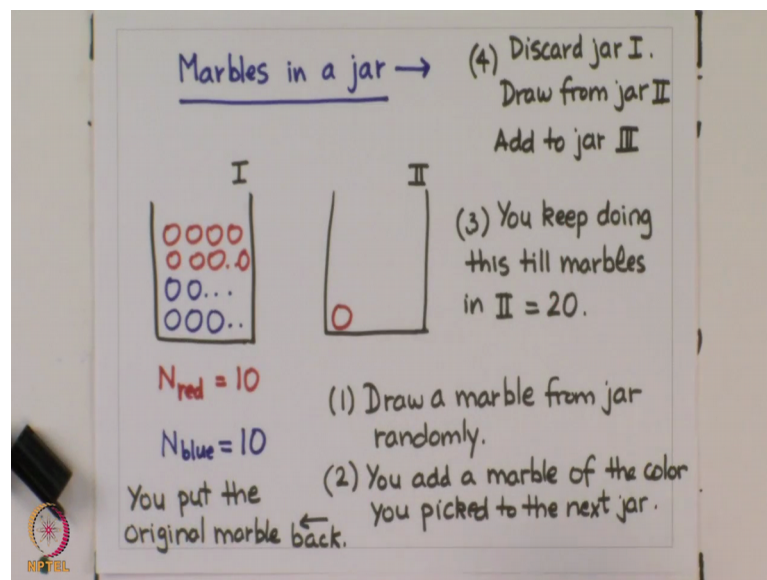 Marbles in a jar →
I
II
N red = 10
N blue = 10
You put the
original marble back.
(1) Draw a marble from jar
randomly.
(2) You add a marble of the color
you picked to the next jar.
(3) You keep doing
this till marbles
in II = 20.
(4) Discard jar I.
Draw from jar II
Add to jar III
NPTEL